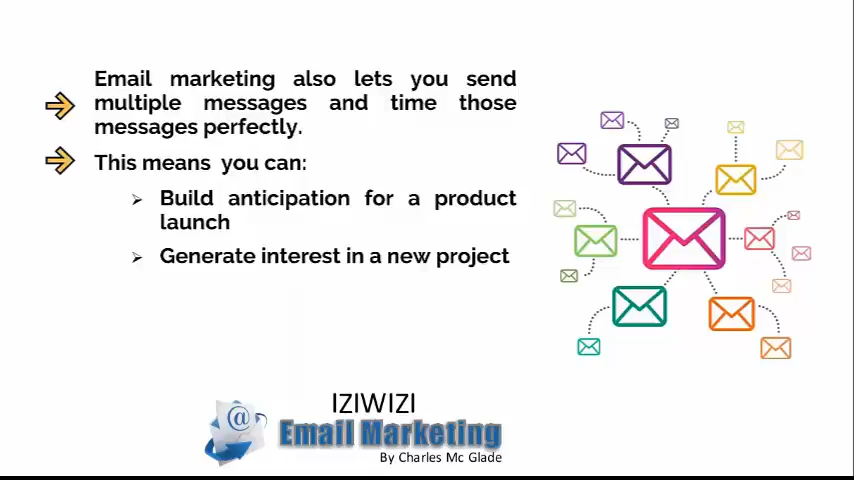 Email marketing also lets you send
multiple messages and time those
messages perfectly.
This means you can:
Build anticipation for a product
launch
Generate interest in a new project
IZIWIZI
@
Email Marketing
By Charles Mc Glade